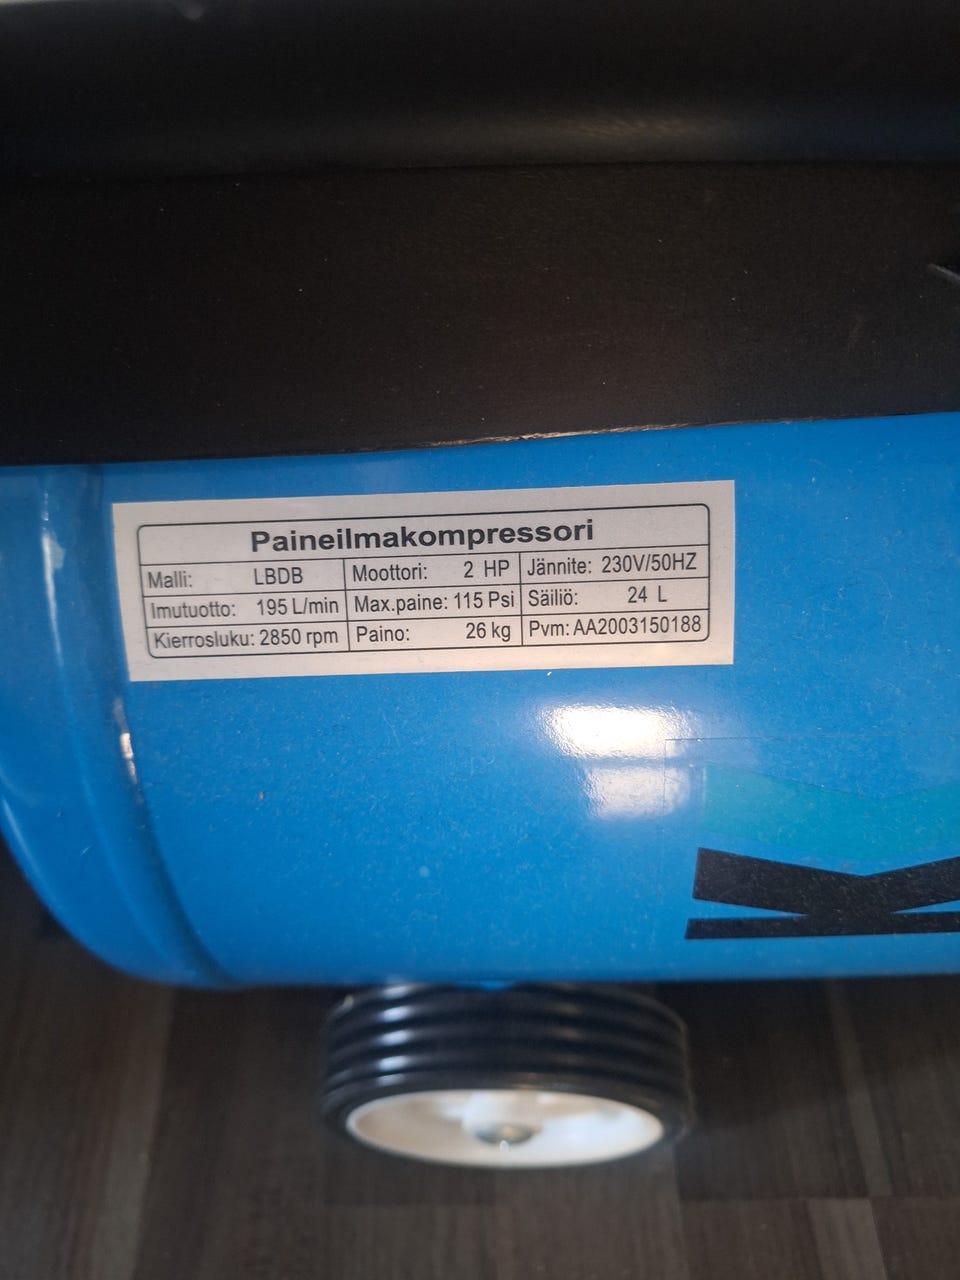 Paineilmakompressori
Malli: LBDB Moottori: 2 HP Jännite: 230V/50HZ
Imutuotto: 195 L/min Max.paine: 115 Psi Säiliö: 24 L
Kierrosluku: 2850 rpm Paino: 26 kg Pvm: AA2003150188
K